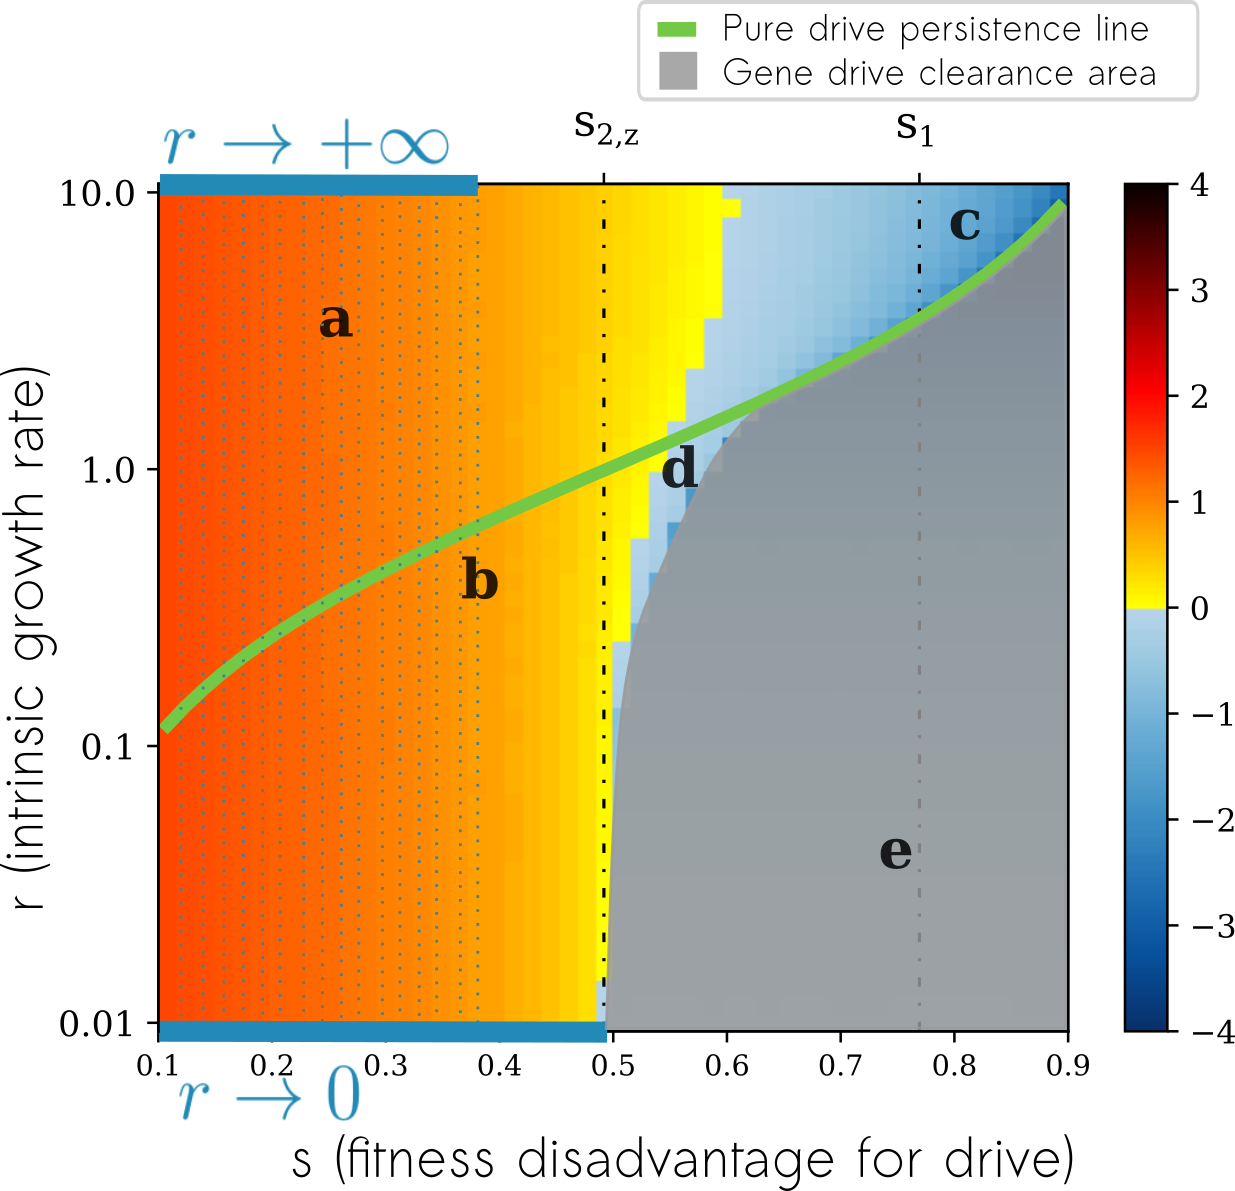 Pure drive persistence line
Gene drive clearance area
s2,z
s1
r → +∞
10.0
1.0
0.1
0.01
r (intrinsic growth rate)
a
b
c
d
e
4
3
2
1
0
−1
−2
−3
−4
0.1 0.2 0.3 0.4 0.5 0.6 0.7 0.8 0.9
r → 0
s (fitness disadvantage for drive)